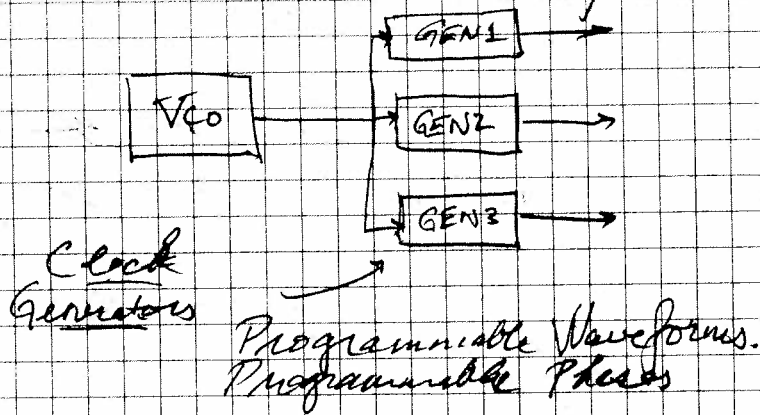 GEN1
VCO
GEN2
GEN3
Clock
Generators
Programmable Waveforms.
Programmable Phases